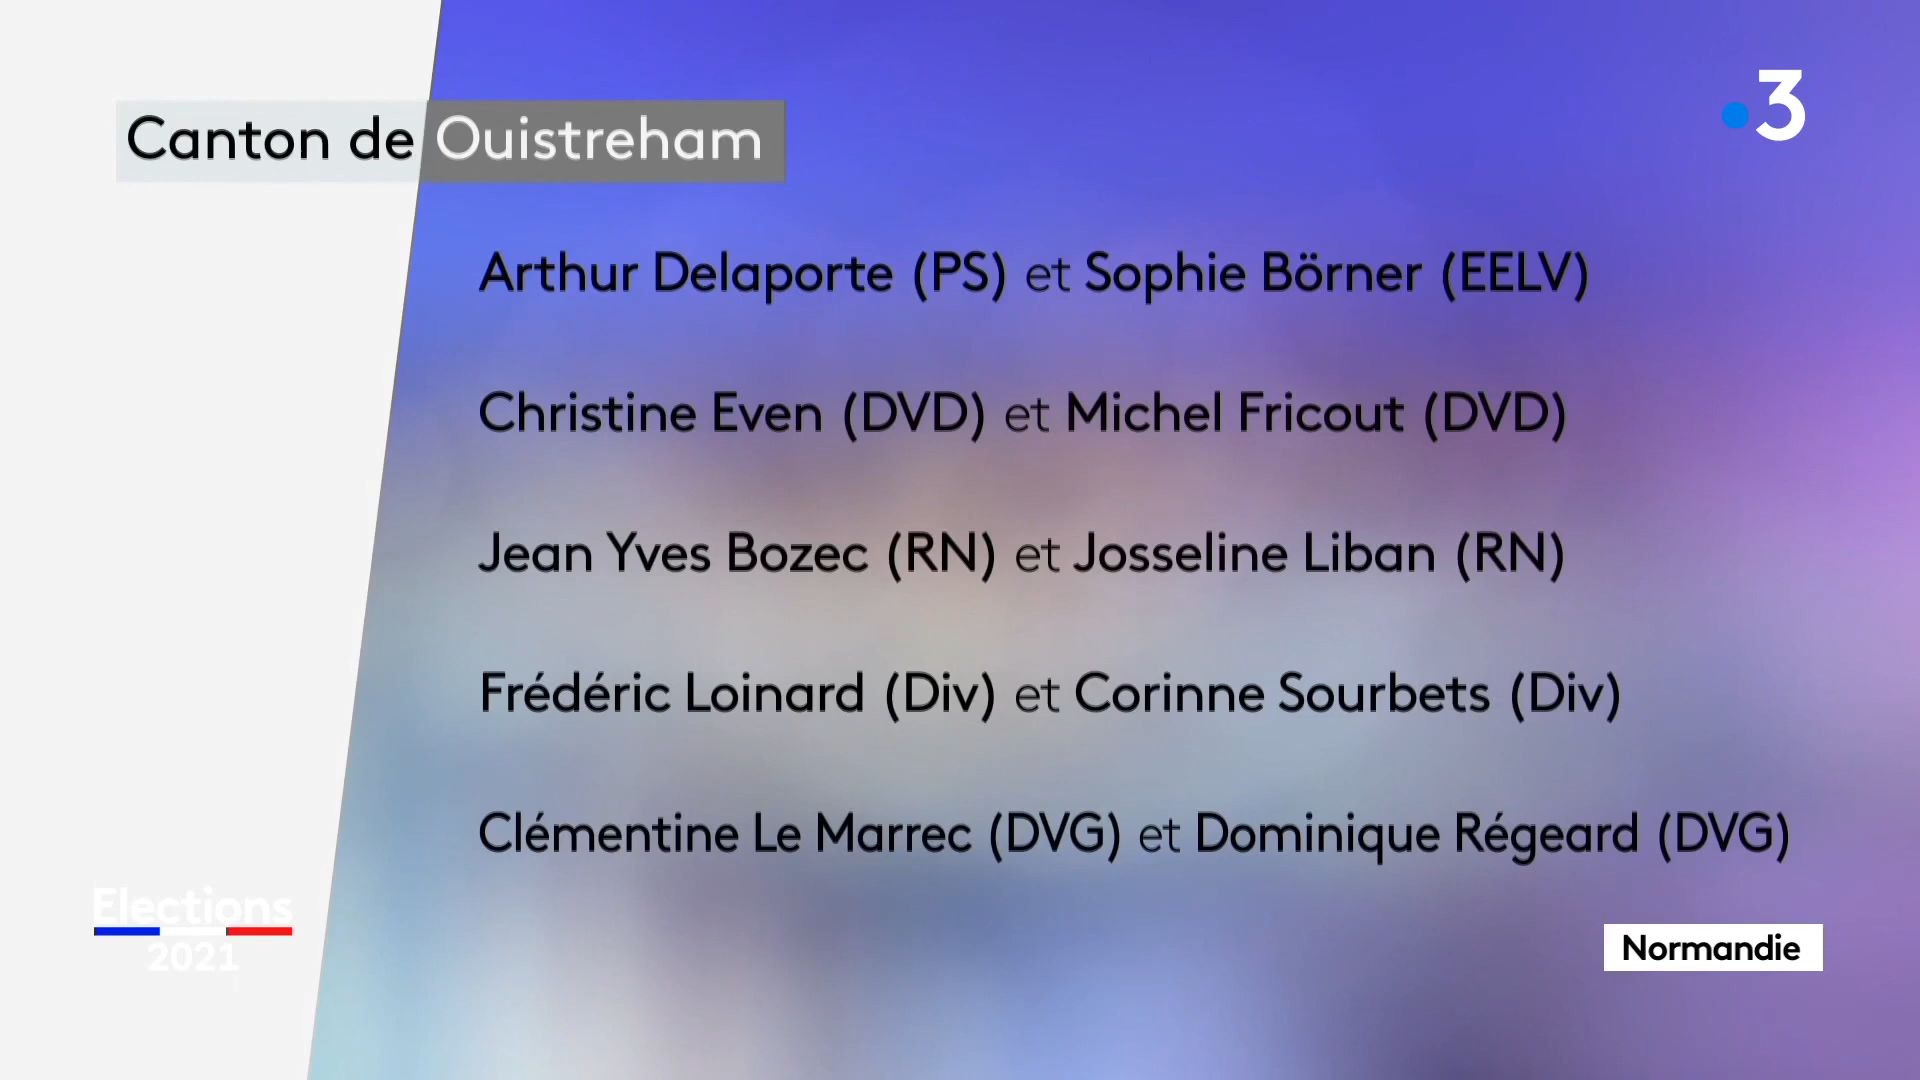 Canton de Ouistreham
3
Arthur Delaporte (PS) et Sophie Börner (EELV)
Christine Even (DVD) et Michel Fricout (DVD)
Jean Yves Bozec (RN) et Josseline Liban (RN)
Frédéric Loinard (Div) et Corinne Sourbets (Div)
Clémentine Le Marrec (DVG) et Dominique Régeard (DVG)
Elections
2021
Normandie